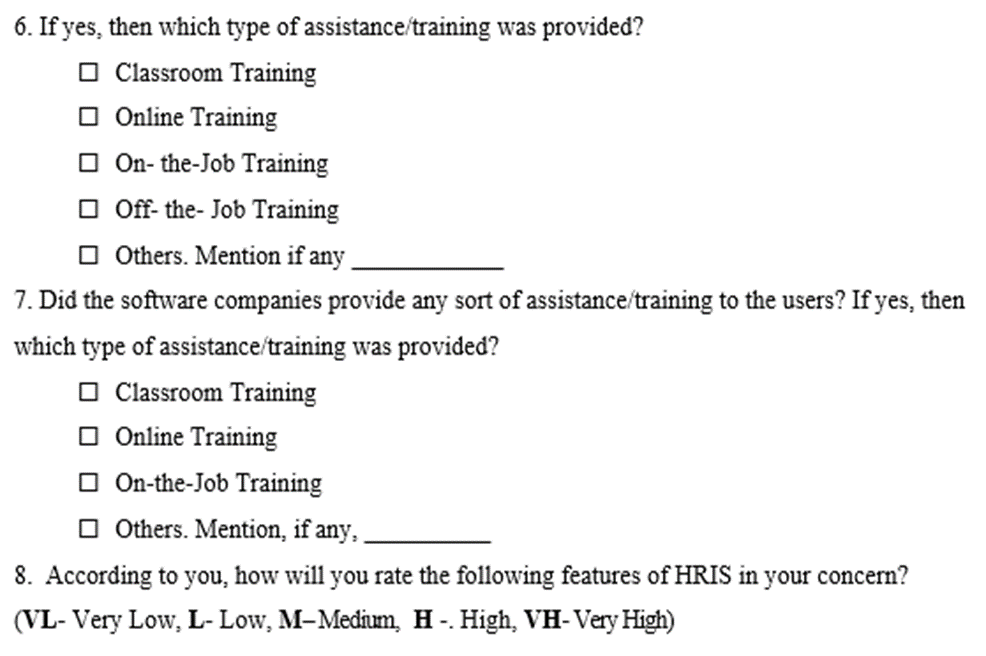 6. If yes, then which type of assistance/training was provided?
☐ Classroom Training
☐ Online Training
☐ On- the-Job Training
☐ Off- the- Job Training
☐ Others. Mention if any ____________
7. Did the software companies provide any sort of assistance/training to the users? If yes, then
which type of assistance/training was provided?
☐ Classroom Training
☐ Online Training
☐ On-the-Job Training
☐ Others. Mention, if any, __________
8. According to you, how will you rate the following features of HRIS in your concern?
(VL- Very Low, L- Low, M–Medium, H -. High, VH- Very High)